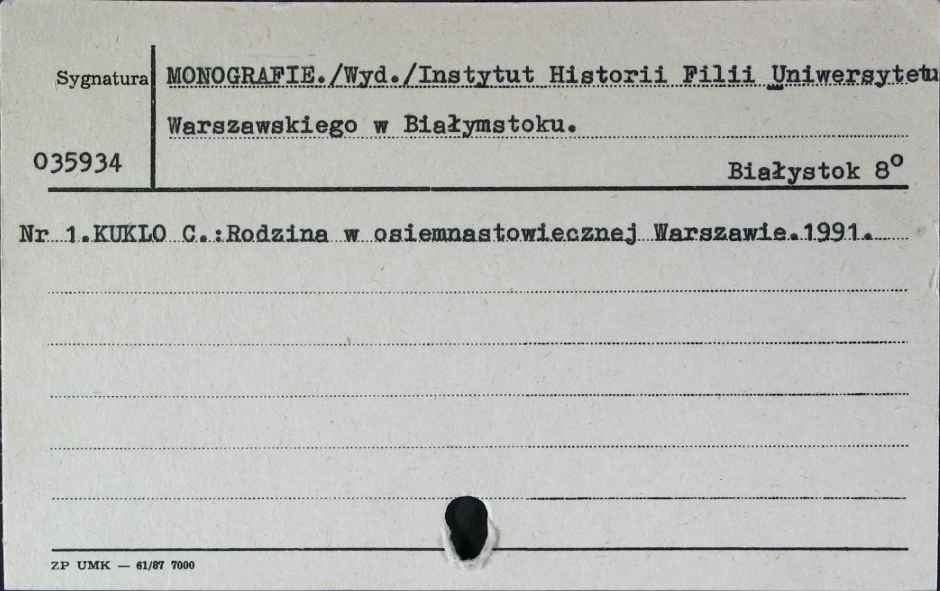 Sygnatura MONOGRAFIE./Wyd./Instytut Historii Filii Uniwersytetu
Warszawskiego w Białymstoku.
035934
Białystok 8º
Nr 1.KUKLO C.:Rodzina w osiemnastowiecznej Warszawie.1991.
ZP UMK — 61/87 7000